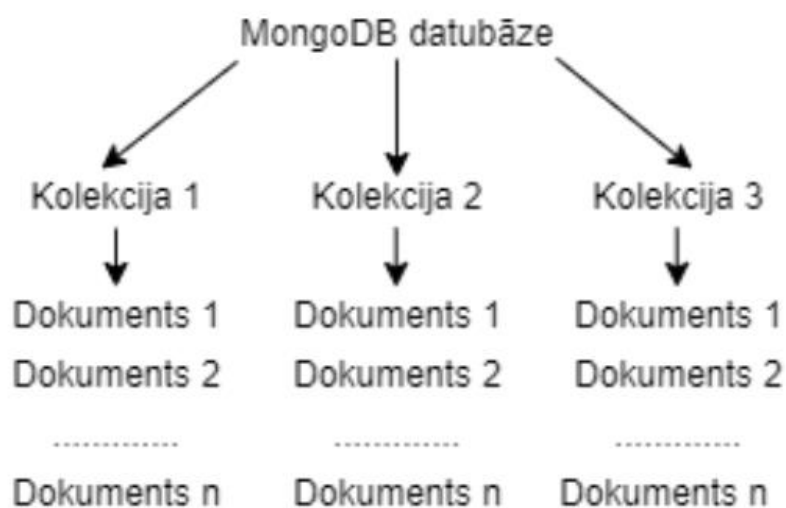 MongoDB datubāze
Kolekcija 1 Kolekcija 2 Kolekcija 3
Dokuments 1 Dokuments 1 Dokuments 1
Dokuments 2 Dokuments 2 Dokuments 2
............. ............. .............
Dokuments n Dokuments n Dokuments n